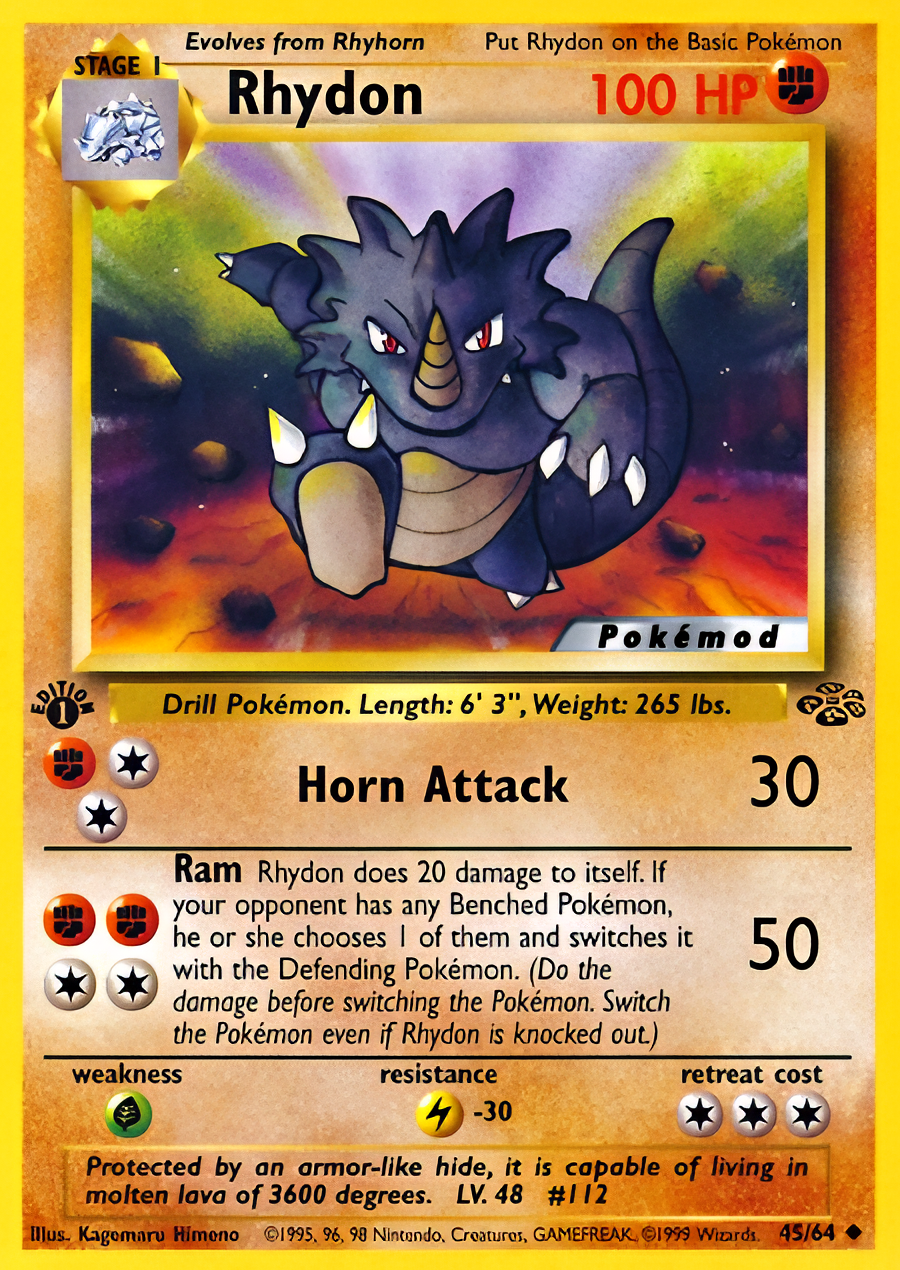 Evolves from Rhyhorn Put Rhydon on the Basic Pokémon
STAGE 1
Rhydon 100 HP
Pokémod
EDITION
1
Drill Pokémon. Length: 6' 3", Weight: 265 lbs.
Horn Attack 30
Ram Rhydon does 20 damage to itself. If
your opponent has any Benched Pokémon,
he or she chooses 1 of them and switches it
with the Defending Pokémon. (Do the
damage before switching the Pokémon. Switch
the Pokémon even if Rhydon is knocked out.)
50
weakness resistance retreat cost
-30
Protected by an armor-like hide, it is capable of living in
molten lava of 3600 degrees. LV. 48 #112
Illus. Kagemaru Himeno ©1995, 96, 98 Nintendo, Creatures, GAMEFREAK. ©1999 Wizards. 45/64